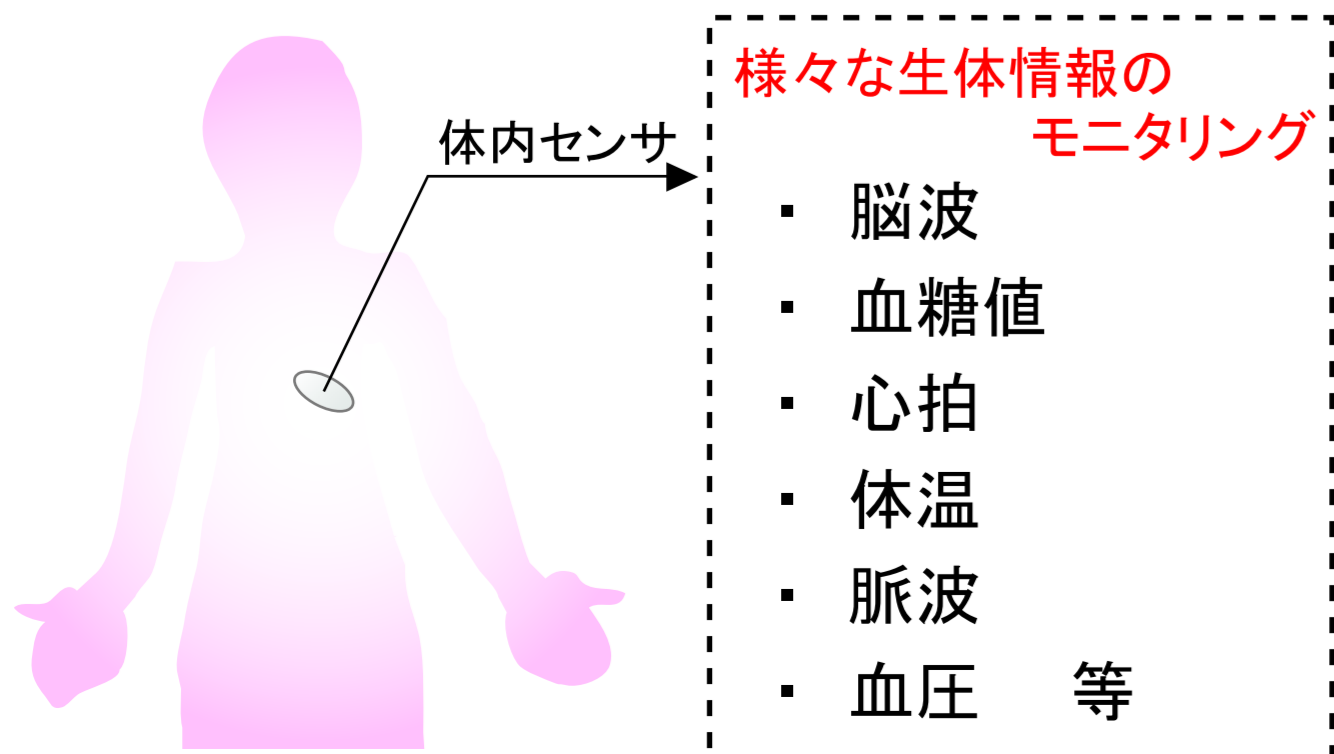 体内センサ
様々な生体情報の
モニタリング
・ 脳波
・ 血糖値
・ 心拍
・ 体温
・ 脈波
・ 血圧 等